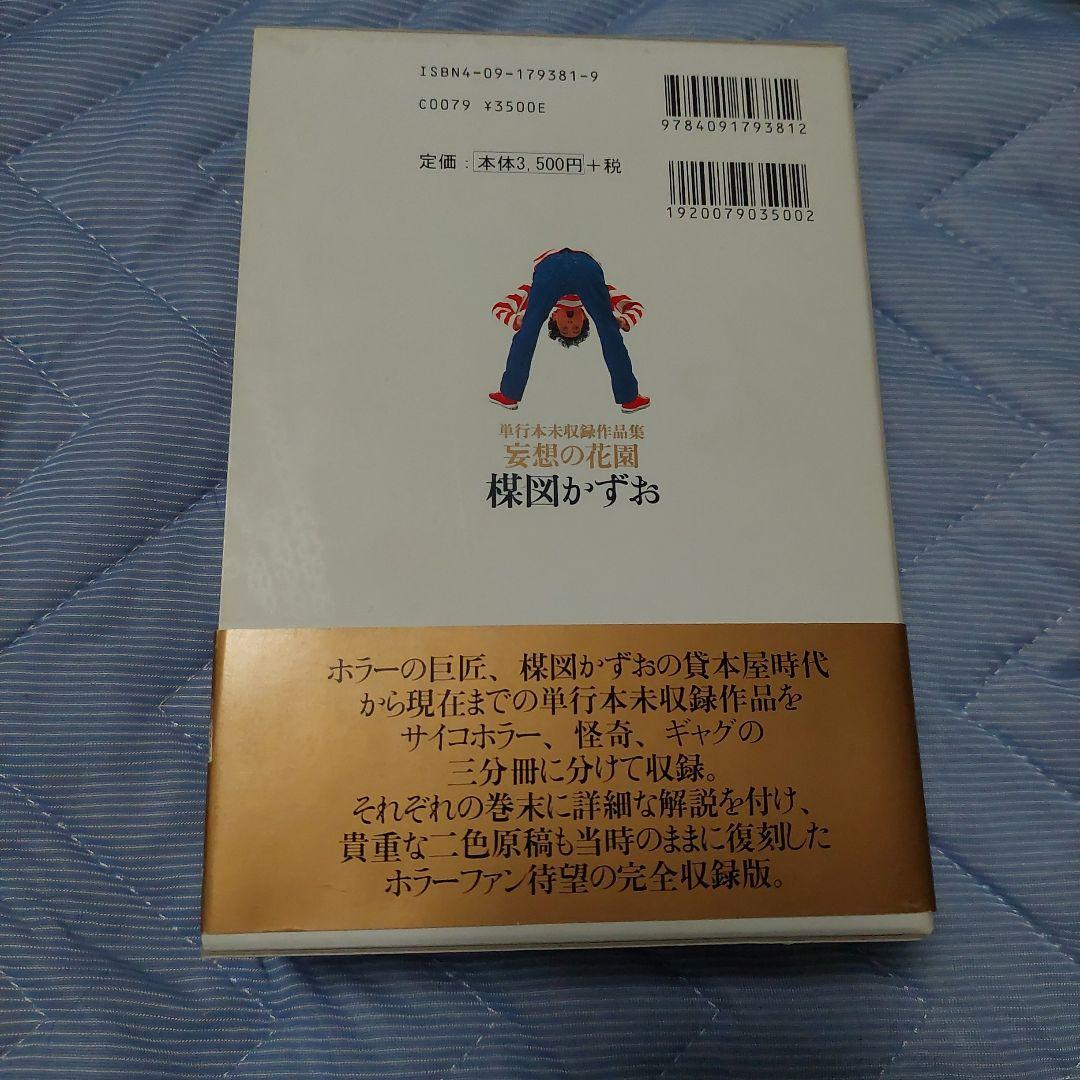 ISBN4-09-179381-9
C0079 ¥3500E
定価：本体3,500円+税
9784091793812
1920079035002
単行本未収録作品集
妄想の花園
楳図かずお
ホラーの巨匠、楳図かずおの貸本屋時代
から現在までの単行本未収録作品を
サイコホラー、怪奇、ギャグの
三分冊に分けて収録。
それぞれの巻末に詳細な解説を付け、
貴重な二色原稿も当時のままに復刻した
ホラーファン待望の完全収録版。